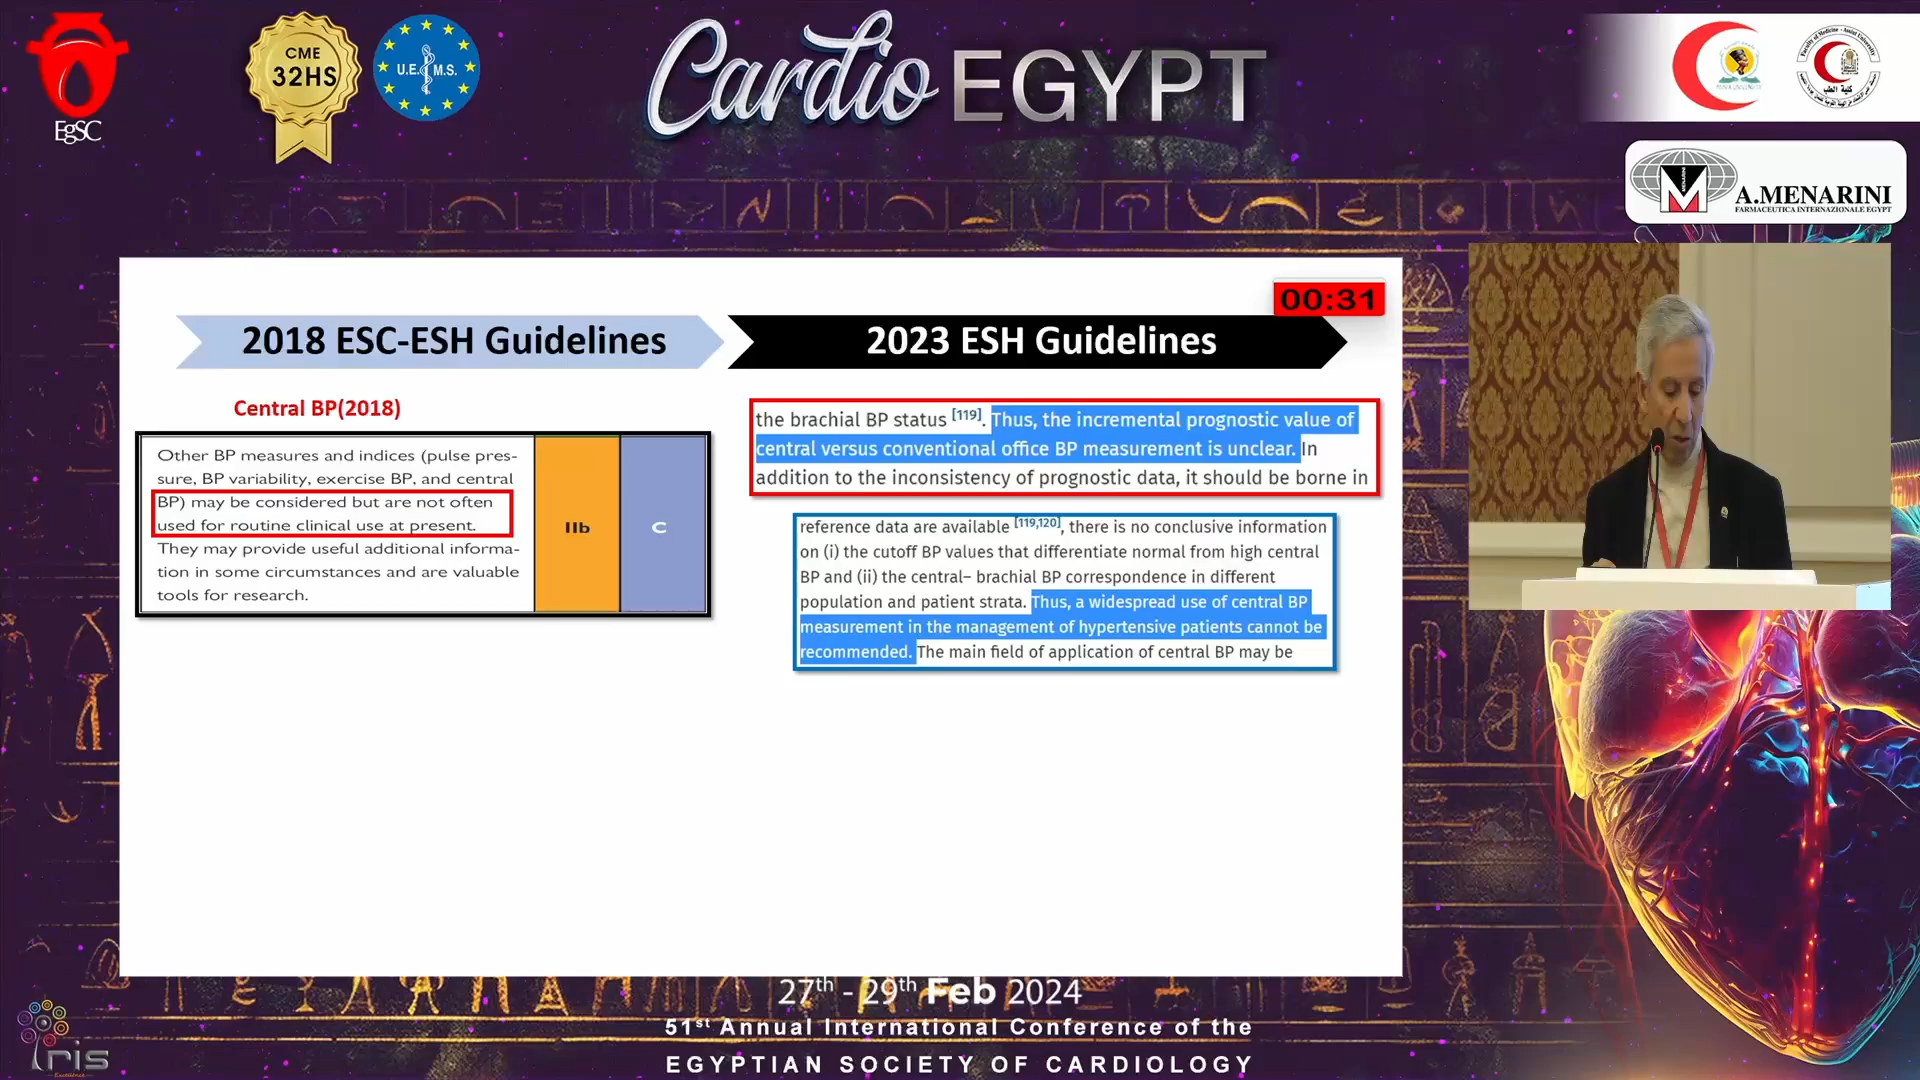 EgSC
CME
32HS
U.E.M.S.
Cardio EGYPT
كلية الطب
MENARINI
A.MENARINI
FARMACEUTICA INTERNAZIONALE EGYPT
00:31
2018 ESC-ESH Guidelines
2023 ESH Guidelines
Central BP(2018)
Other BP measures and indices (pulse pres-
sure, BP variability, exercise BP, and central
BP) may be considered but are not often
used for routine clinical use at present.
They may provide useful additional informa-
tion in some circumstances and are valuable
tools for research.
IIb
C
the brachial BP status [119]. Thus, the incremental prognostic value of
central versus conventional office BP measurement is unclear. In
addition to the inconsistency of prognostic data, it should be borne in
reference data are available [119,120], there is no conclusive information
on (i) the cutoff BP values that differentiate normal from high central
BP and (ii) the central– brachial BP correspondence in different
population and patient strata. Thus, a widespread use of central BP
measurement in the management of hypertensive patients cannot be
recommended. The main field of application of central BP may be
27th - 29th Feb 2024
51st Annual International Conference of the
EGYPTIAN SOCIETY OF CARDIOLOGY
Iris